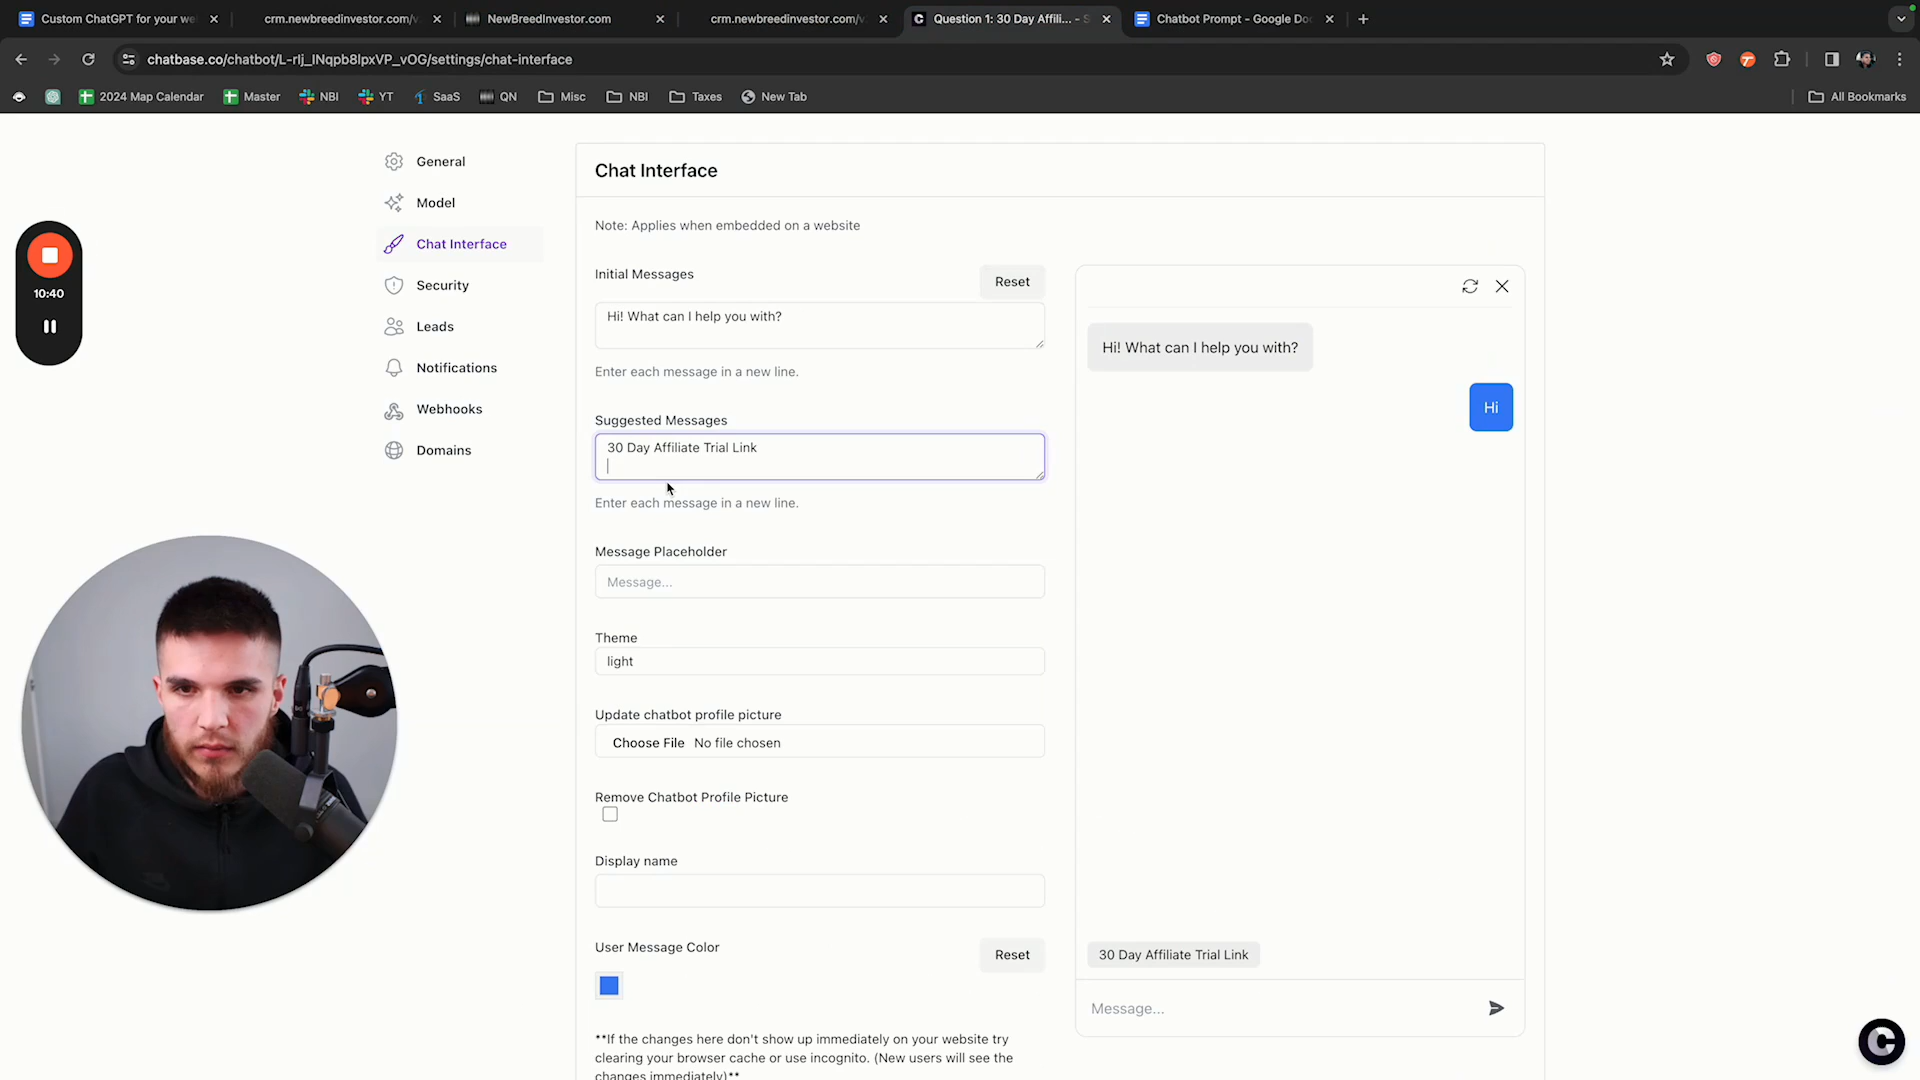 Custom ChatGPT for your we
crm.newbreedinvestor.com/v
NewBreedInvestor.com
crm.newbreedinvestor.com/v
Question 1: 30 Day Affili... - S
Chatbot Prompt - Google Do
chatbase.co/chatbot/L-rIj_INqpb8lpxVP_vOG/settings/chat-interface
2024 Map Calendar
Master
NBI
YT
SaaS
QN
Misc
NBI
Taxes
New Tab
All Bookmarks
General
Model
Chat Interface
Security
Leads
Notifications
Webhooks
Domains
10:40
Chat Interface
Note: Applies when embedded on a website
Initial Messages
Reset
Hi! What can I help you with?
Enter each message in a new line.
Suggested Messages
30 Day Affiliate Trial Link
Enter each message in a new line.
Message Placeholder
Message...
Theme
light
Update chatbot profile picture
Choose File No file chosen
Remove Chatbot Profile Picture
Display name
User Message Color
Reset
**If the changes here don't show up immediately on your website try
clearing your browser cache or use incognito. (New users will see the
changes immediately)**
Hi! What can I help you with?
Hi
30 Day Affiliate Trial Link
Message...